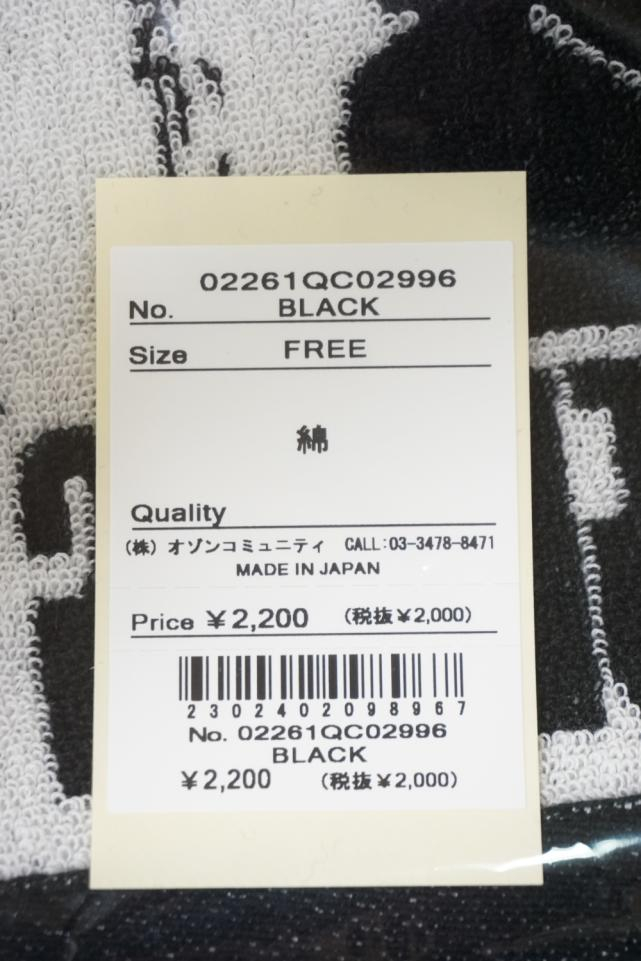 02261QC02996
No. BLACK
Size FREE
綿
Quality
(株) オゾンコミュニティ CALL:03-3478-8471
MADE IN JAPAN
Price ¥2,200 (税抜¥2,000)
2302402098967
No. 02261QC02996
BLACK
¥2,200 (税抜¥2,000)